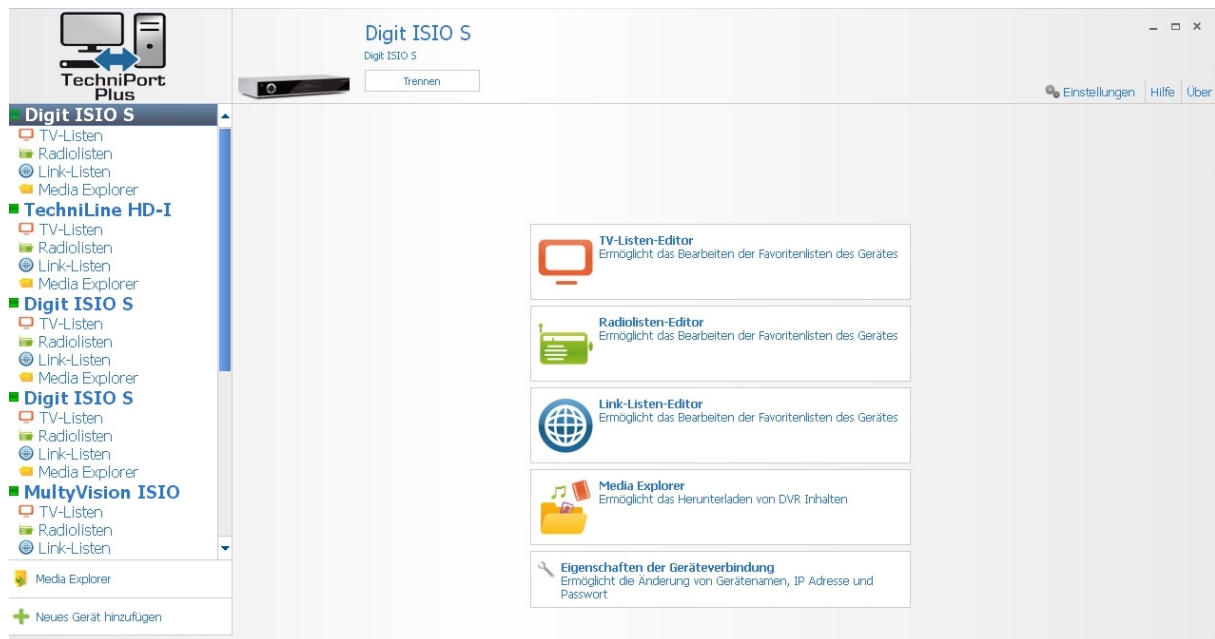 TechniPort
Plus
Digit ISIO S
Digit ISIO S
Trennen
Einstellungen
Hilfe
Über
Digit ISIO S
TV-Listen
Radiolisten
Link-Listen
Media Explorer
TechniLine HD-I
TV-Listen
Radiolisten
Link-Listen
Media Explorer
Digit ISIO S
TV-Listen
Radiolisten
Link-Listen
Media Explorer
Digit ISIO S
TV-Listen
Radiolisten
Link-Listen
Media Explorer
MultyVision ISIO
TV-Listen
Radiolisten
Link-Listen
Media Explorer
Neues Gerät hinzufügen
TV-Listen-Editor
Ermöglicht das Bearbeiten der Favoritenlisten des Gerätes
Radiolisten-Editor
Ermöglicht das Bearbeiten der Favoritenlisten des Gerätes
Link-Listen-Editor
Ermöglicht das Bearbeiten der Favoritenlisten des Gerätes
Media Explorer
Ermöglicht das Herunterladen von DVR Inhalten
Eigenschaften der Geräteverbindung
Ermöglicht die Änderung von Gerätenamen, IP Adresse und
Passwort